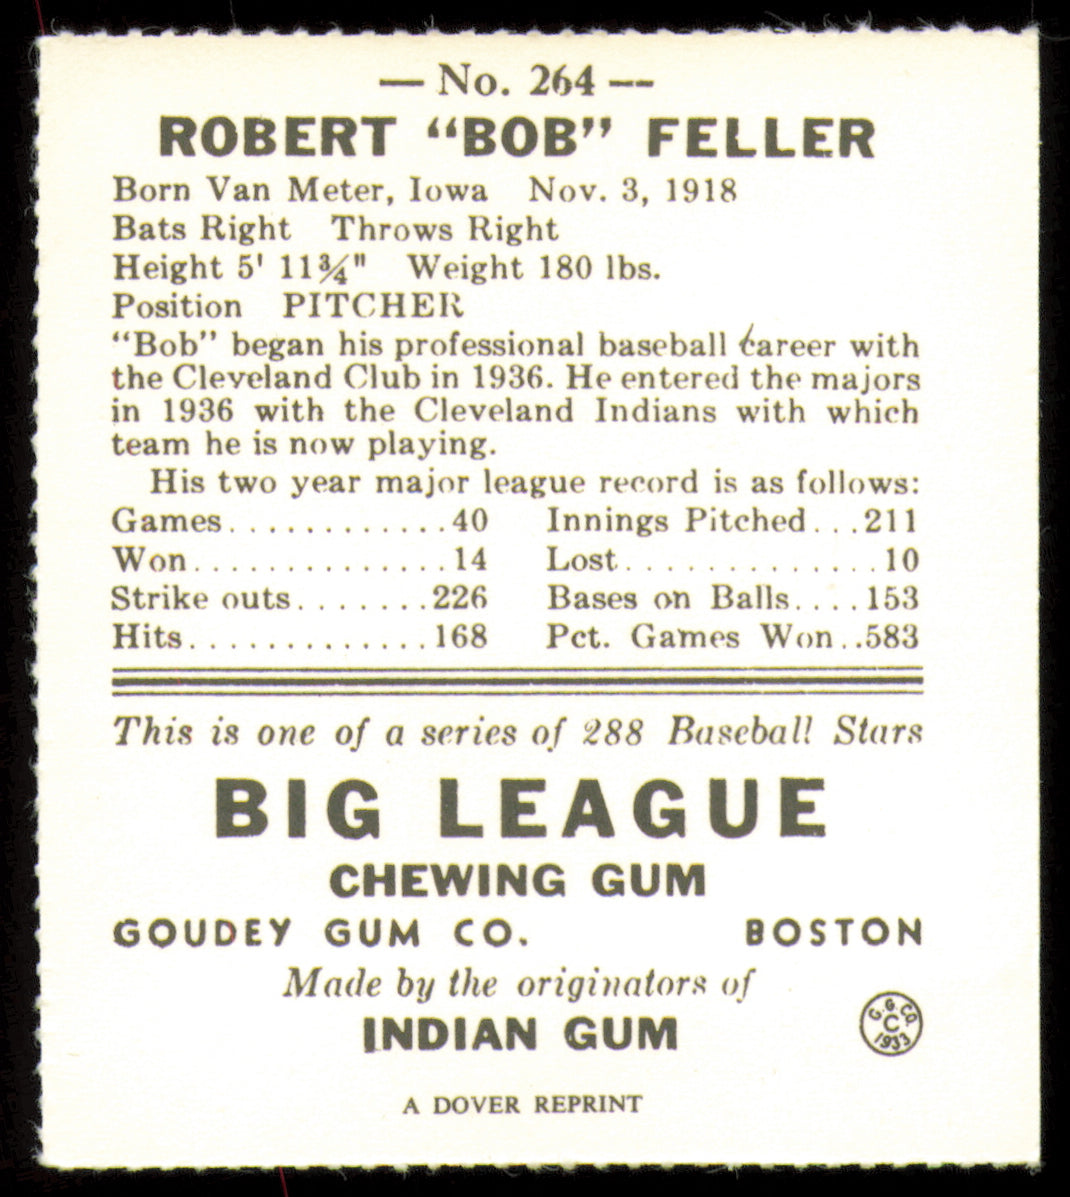 — No. 264 —
ROBERT “BOB” FELLER
Born Van Meter, Iowa Nov. 3, 1918
Bats Right Throws Right
Height 5' 11¾" Weight 180 lbs.
Position PITCHER
“Bob” began his professional baseball career with
the Cleveland Club in 1936. He entered the majors
in 1936 with the Cleveland Indians with which
team he is now playing.
His two year major league record is as follows:
Games............40 Innings Pitched...211
Won..............14 Lost.............10
Strike outs.......226 Bases on Balls....153
Hits.............168 Pct. Games Won..583
This is one of a series of 288 Baseball Stars
BIG LEAGUE
CHEWING GUM
GOUDEY GUM CO. BOSTON
Made by the originators of
INDIAN GUM
G.G.CO.
C
1933
A DOVER REPRINT